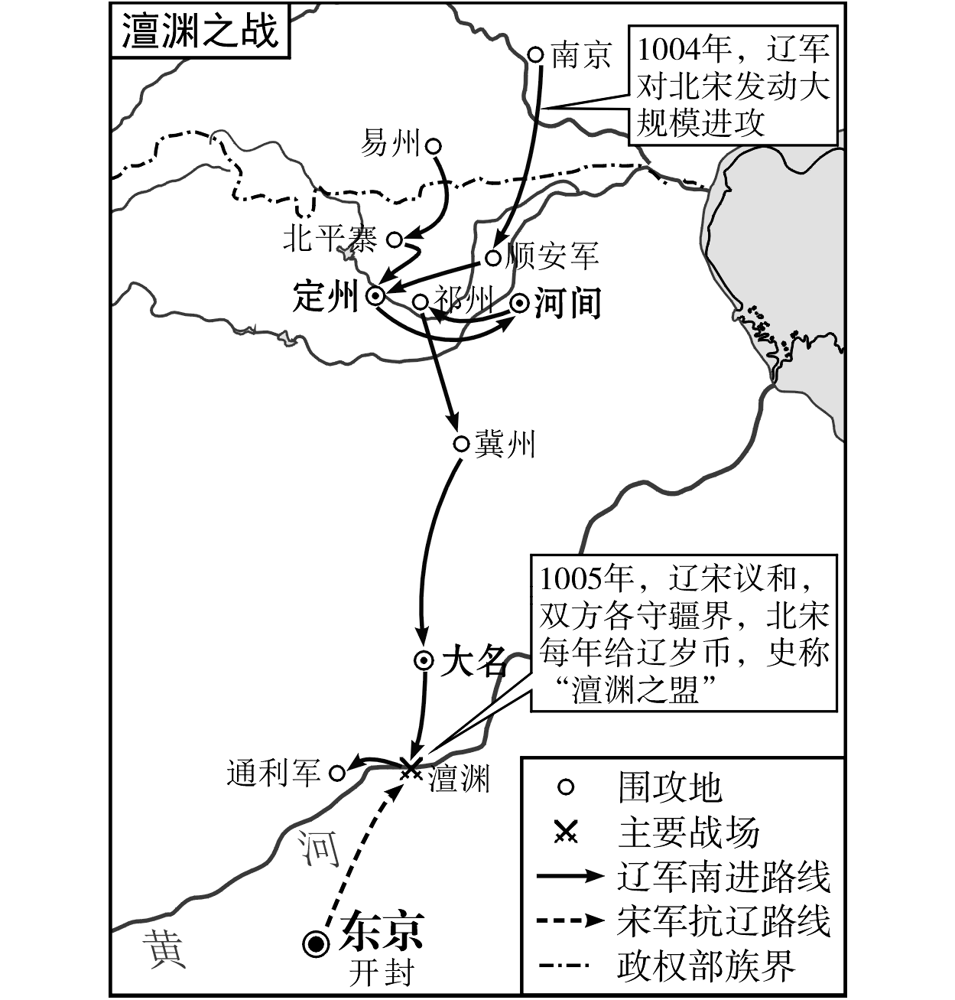 澶渊之战
南京
1004年，辽军
对北宋发动大
规模进攻
易州
北平寨
顺安军
定州
祁州
河间
冀州
1005年，辽宋议和，
双方各守疆界，北宋
每年给辽岁币，史称
“澶渊之盟”
大名
通利军
澶渊
黄河
东京
开封
围攻地
主要战场
辽军南进路线
宋军抗辽路线
政权部族界